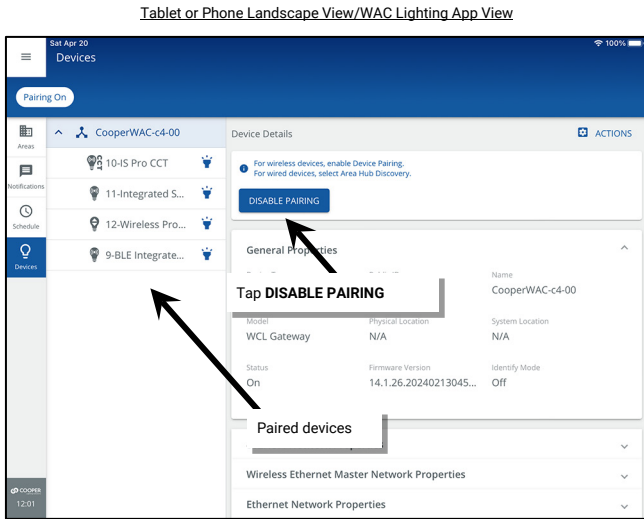 Tablet or Phone Landscape View/WAC Lighting App View
Sat Apr 20
100%
Devices
Pairing On
Areas
Notifications
Schedule
Devices
CooperWAC-c4-00
10-IS Pro CCT
11-Integrated S...
12-Wireless Pro...
9-BLE Integrate...
Device Details
ACTIONS
For wireless devices, enable Device Pairing.
For wired devices, select Area Hub Discovery.
DISABLE PAIRING
General Properties
Name
Tap DISABLE PAIRING
CooperWAC-c4-00
Model
Physical Location
System Location
WCL Gateway
N/A
N/A
Status
Firmware Version
Identify Mode
On
14.1.26.20240213045...
Off
Paired devices
Wireless Ethernet Master Network Properties
Ethernet Network Properties
COOPER
12:01